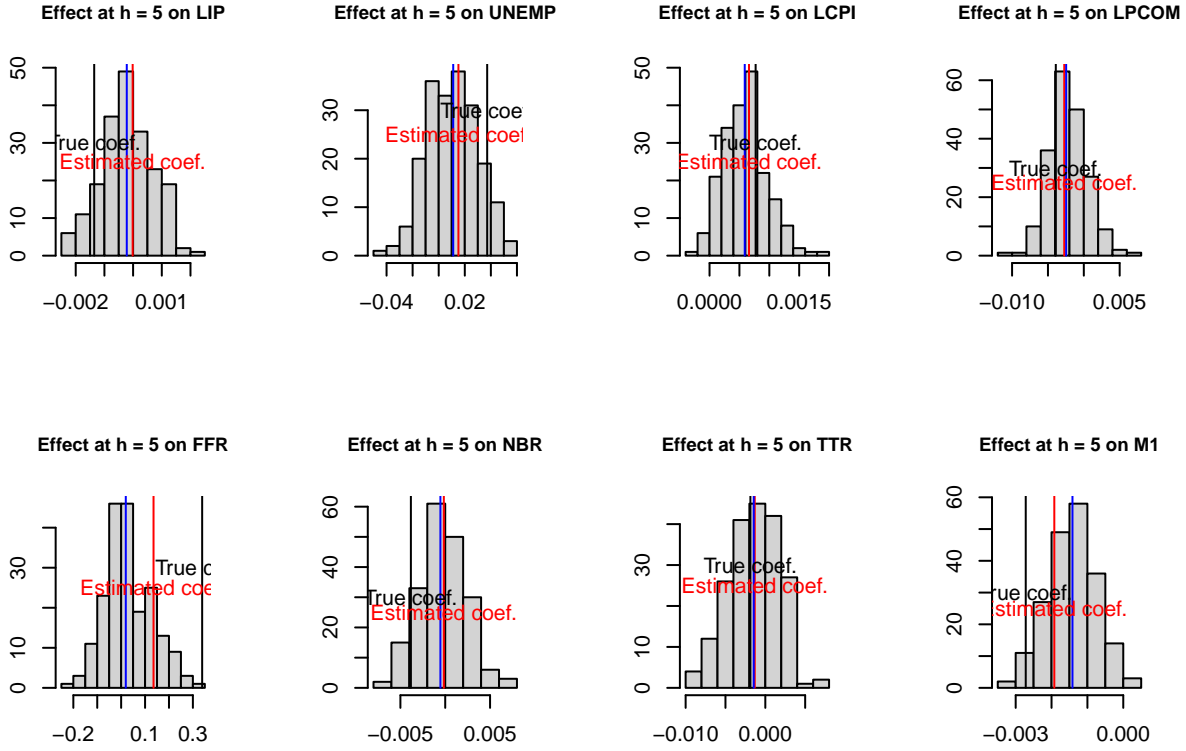 Effect at h = 5 on LIP
50
30
10
0
True coef.
Estimated coef.
−0.002 0.001
Effect at h = 5 on UNEMP
30
10
0
True coe
Estimated coef
−0.04 0.02
Effect at h = 5 on LCPI
50
30
10
0
True coef.
Estimated coef.
0.0000 0.0015
Effect at h = 5 on LPCOM
60
40
20
0
True coef.
Estimated coef.
−0.010 0.005
Effect at h = 5 on FFR
30
10
0
True c
Estimated coe
−0.2 0.1 0.3
Effect at h = 5 on NBR
60
40
20
0
True coef.
Estimated coef.
−0.005 0.005
Effect at h = 5 on TTR
30
10
0
True coef.
Estimated coef.
−0.010 0.000
Effect at h = 5 on M1
60
40
20
0
rue coef.
stimated coef.
−0.003 0.000